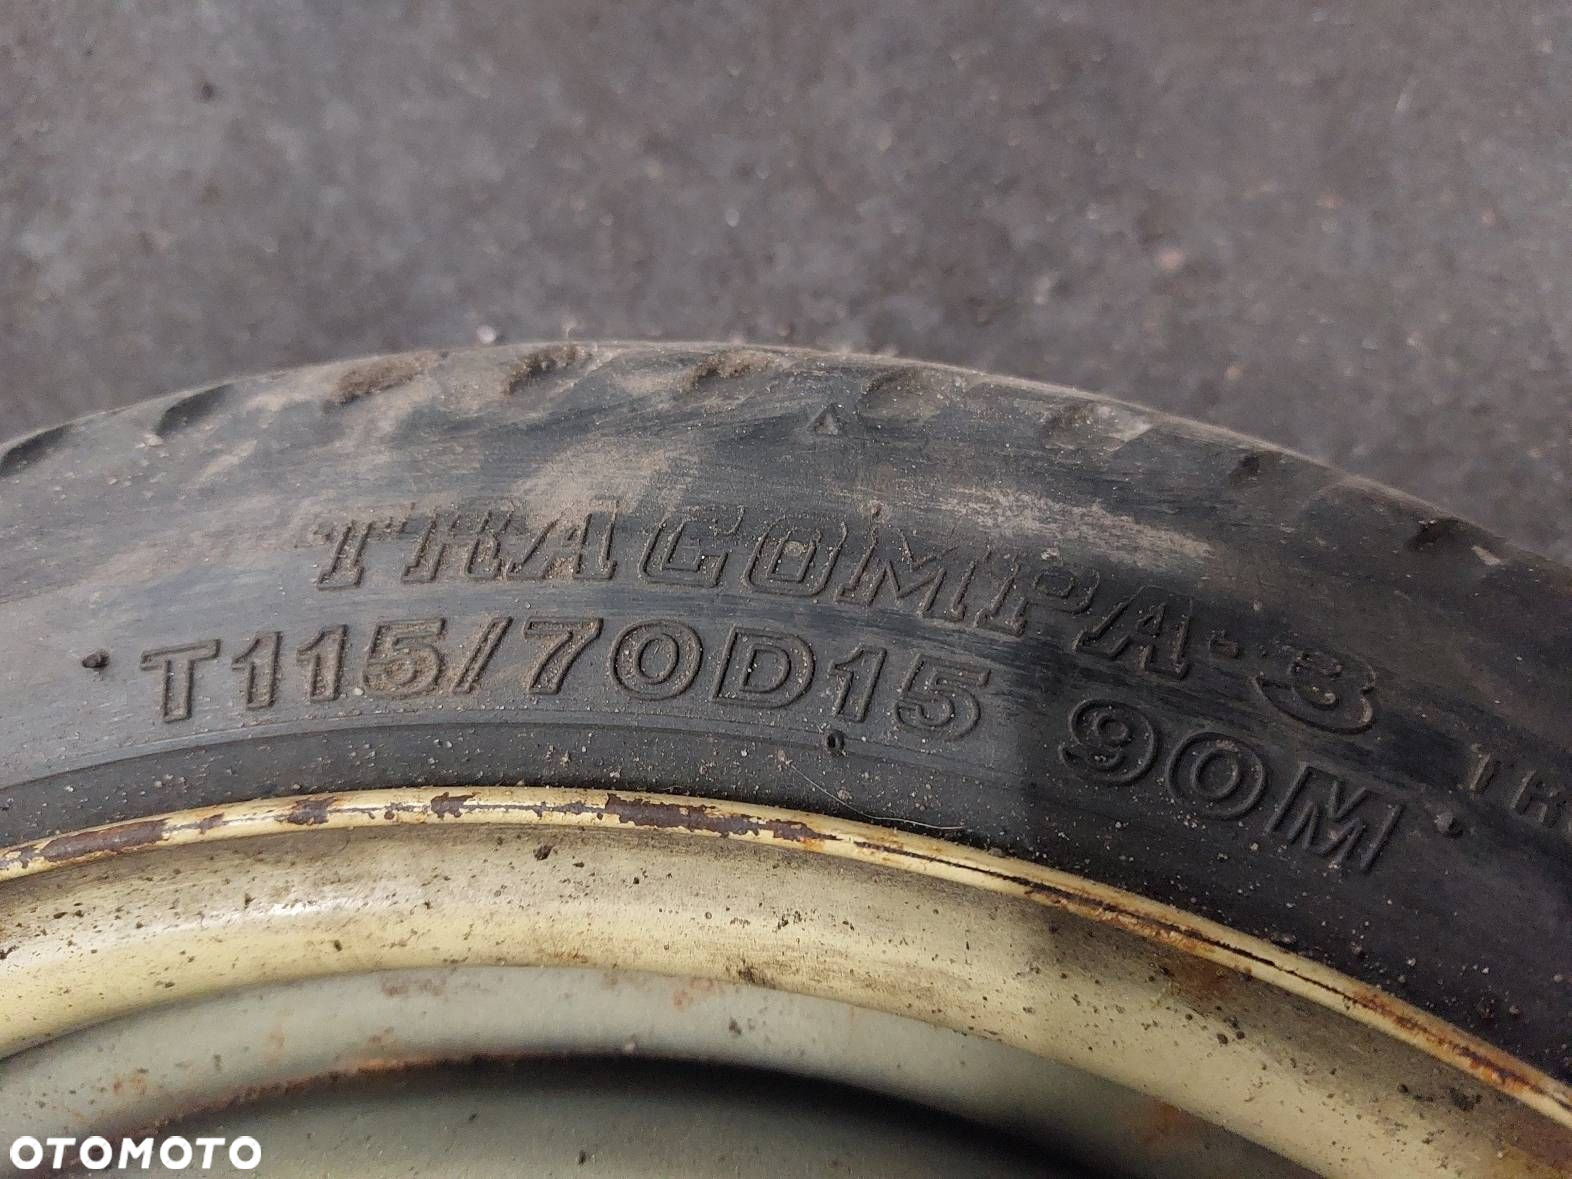 TRACOMPA-3
T115/70D15 90M
OTOMOTO